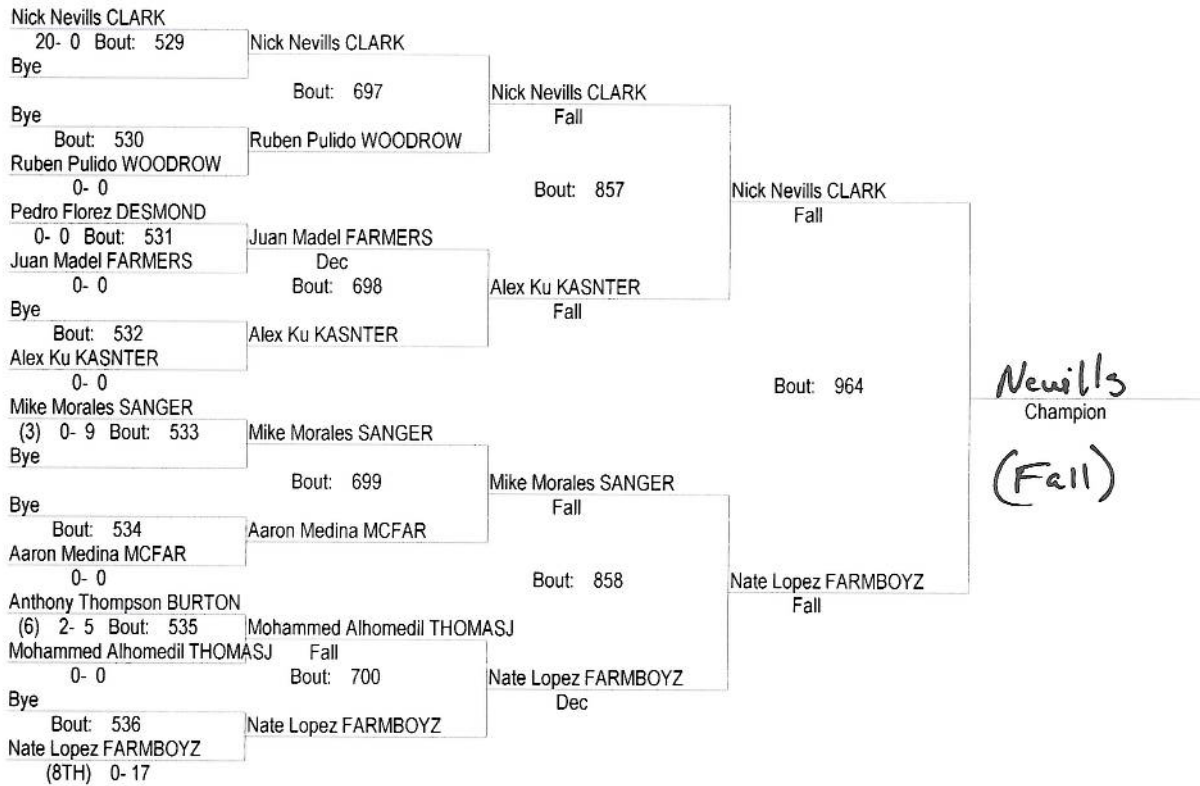 Nick Nevills CLARK
20- 0 Bout: 529
Bye
Bye
Bout: 530
Ruben Pulido WOODROW
0- 0
Pedro Florez DESMOND
0- 0 Bout: 531
Juan Madel FARMERS
0- 0
Bye
Bout: 532
Alex Ku KASNTER
0- 0
Mike Morales SANGER
(3) 0- 9 Bout: 533
Bye
Bye
Bout: 534
Aaron Medina MCFAR
0- 0
Anthony Thompson BURTON
(6) 2- 5 Bout: 535
Mohammed Alhomedil THOMASJ
0- 0
Bye
Bout: 536
Nate Lopez FARMBOYZ
(8TH) 0- 17
Nick Nevills CLARK
Bout: 697
Ruben Pulido WOODROW
Juan Madel FARMERS
Dec
Bout: 698
Alex Ku KASNTER
Mike Morales SANGER
Bout: 699
Aaron Medina MCFAR
Mohammed Alhomedil THOMASJ
Fall
Bout: 700
Nate Lopez FARMBOYZ
Nick Nevills CLARK
Fall
Bout: 857
Alex Ku KASNTER
Fall
Mike Morales SANGER
Fall
Bout: 858
Nate Lopez FARMBOYZ
Dec
Nick Nevills CLARK
Fall
Bout: 964
Nate Lopez FARMBOYZ
Fall
Nevills
Champion
(Fall)